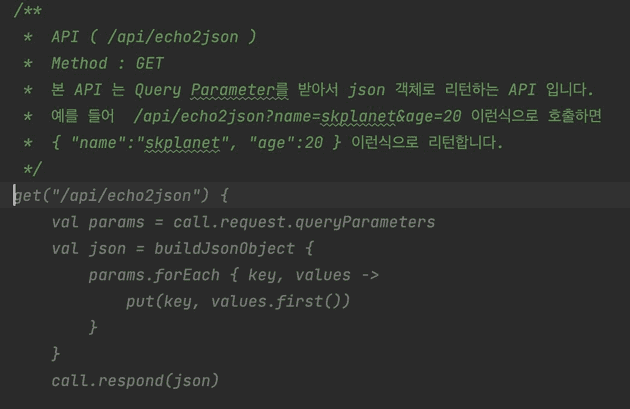 /**
 *  API ( /api/echo2json )
 *  Method : GET
 *  본 API 는 Query Parameter를 받아서 json 객체로 리턴하는 API 입니다.
 *  예를 들어  /api/echo2json?name=skplanet&age=20 이런식으로 호출하면
 *  { "name":"skplanet", "age":20 } 이런식으로 리턴합니다.
 */
get("/api/echo2json") {
    val params = call.request.queryParameters
    val json = buildJsonObject {
        params.forEach { key, values ->
            put(key, values.first())
        }
    }
    call.respond(json)